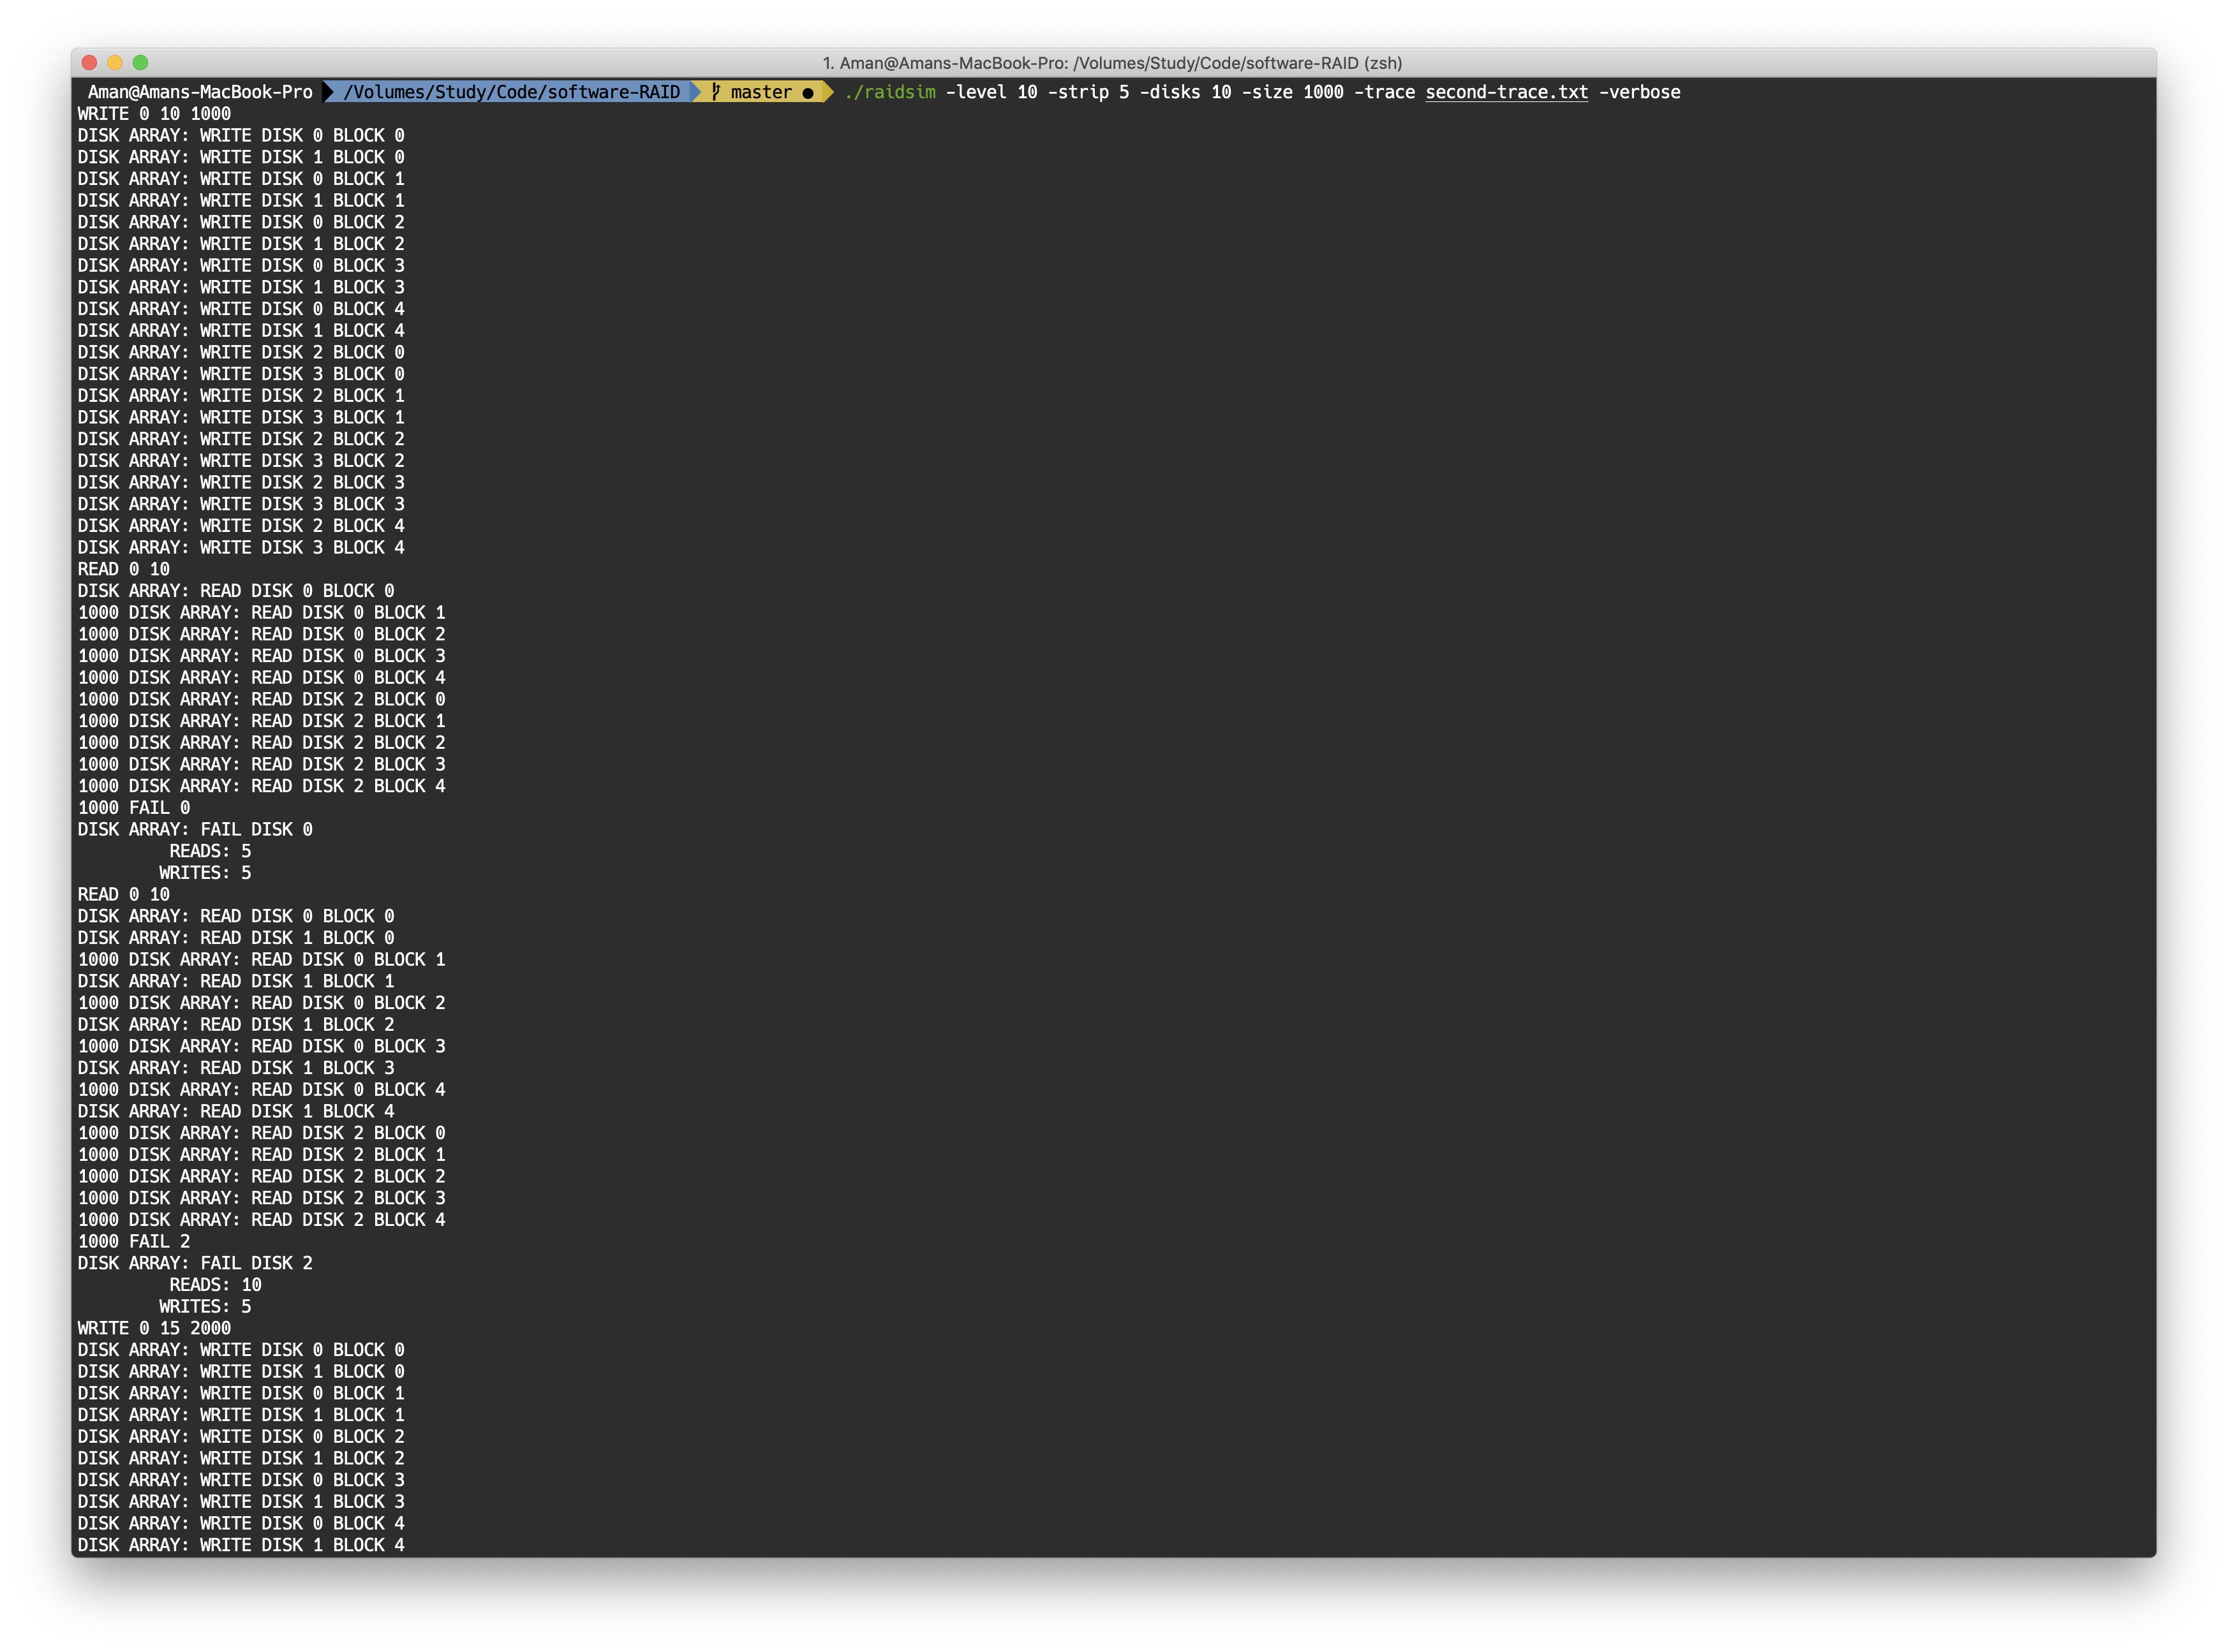 1. Aman@Amans-MacBook-Pro: /Volumes/Study/Code/software-RAID (zsh)
Aman@Amans-MacBook-Pro /Volumes/Study/Code/software-RAID master ● ./raidsim -level 10 -strip 5 -disks 10 -size 1000 -trace second-trace.txt -verbose
WRITE 0 10 1000
DISK ARRAY: WRITE DISK 0 BLOCK 0
DISK ARRAY: WRITE DISK 1 BLOCK 0
DISK ARRAY: WRITE DISK 0 BLOCK 1
DISK ARRAY: WRITE DISK 1 BLOCK 1
DISK ARRAY: WRITE DISK 0 BLOCK 2
DISK ARRAY: WRITE DISK 1 BLOCK 2
DISK ARRAY: WRITE DISK 0 BLOCK 3
DISK ARRAY: WRITE DISK 1 BLOCK 3
DISK ARRAY: WRITE DISK 0 BLOCK 4
DISK ARRAY: WRITE DISK 1 BLOCK 4
DISK ARRAY: WRITE DISK 2 BLOCK 0
DISK ARRAY: WRITE DISK 3 BLOCK 0
DISK ARRAY: WRITE DISK 2 BLOCK 1
DISK ARRAY: WRITE DISK 3 BLOCK 1
DISK ARRAY: WRITE DISK 2 BLOCK 2
DISK ARRAY: WRITE DISK 3 BLOCK 2
DISK ARRAY: WRITE DISK 2 BLOCK 3
DISK ARRAY: WRITE DISK 3 BLOCK 3
DISK ARRAY: WRITE DISK 2 BLOCK 4
DISK ARRAY: WRITE DISK 3 BLOCK 4
READ 0 10
DISK ARRAY: READ DISK 0 BLOCK 0
1000 DISK ARRAY: READ DISK 0 BLOCK 1
1000 DISK ARRAY: READ DISK 0 BLOCK 2
1000 DISK ARRAY: READ DISK 0 BLOCK 3
1000 DISK ARRAY: READ DISK 0 BLOCK 4
1000 DISK ARRAY: READ DISK 2 BLOCK 0
1000 DISK ARRAY: READ DISK 2 BLOCK 1
1000 DISK ARRAY: READ DISK 2 BLOCK 2
1000 DISK ARRAY: READ DISK 2 BLOCK 3
1000 DISK ARRAY: READ DISK 2 BLOCK 4
1000 FAIL 0
DISK ARRAY: FAIL DISK 0
READS: 5
WRITES: 5
READ 0 10
DISK ARRAY: READ DISK 0 BLOCK 0
DISK ARRAY: READ DISK 1 BLOCK 0
1000 DISK ARRAY: READ DISK 0 BLOCK 1
DISK ARRAY: READ DISK 1 BLOCK 1
1000 DISK ARRAY: READ DISK 0 BLOCK 2
DISK ARRAY: READ DISK 1 BLOCK 2
1000 DISK ARRAY: READ DISK 0 BLOCK 3
DISK ARRAY: READ DISK 1 BLOCK 3
1000 DISK ARRAY: READ DISK 0 BLOCK 4
DISK ARRAY: READ DISK 1 BLOCK 4
1000 DISK ARRAY: READ DISK 2 BLOCK 0
1000 DISK ARRAY: READ DISK 2 BLOCK 1
1000 DISK ARRAY: READ DISK 2 BLOCK 2
1000 DISK ARRAY: READ DISK 2 BLOCK 3
1000 DISK ARRAY: READ DISK 2 BLOCK 4
1000 FAIL 2
DISK ARRAY: FAIL DISK 2
READS: 10
WRITES: 5
WRITE 0 15 2000
DISK ARRAY: WRITE DISK 0 BLOCK 0
DISK ARRAY: WRITE DISK 1 BLOCK 0
DISK ARRAY: WRITE DISK 0 BLOCK 1
DISK ARRAY: WRITE DISK 1 BLOCK 1
DISK ARRAY: WRITE DISK 0 BLOCK 2
DISK ARRAY: WRITE DISK 1 BLOCK 2
DISK ARRAY: WRITE DISK 0 BLOCK 3
DISK ARRAY: WRITE DISK 1 BLOCK 3
DISK ARRAY: WRITE DISK 0 BLOCK 4
DISK ARRAY: WRITE DISK 1 BLOCK 4